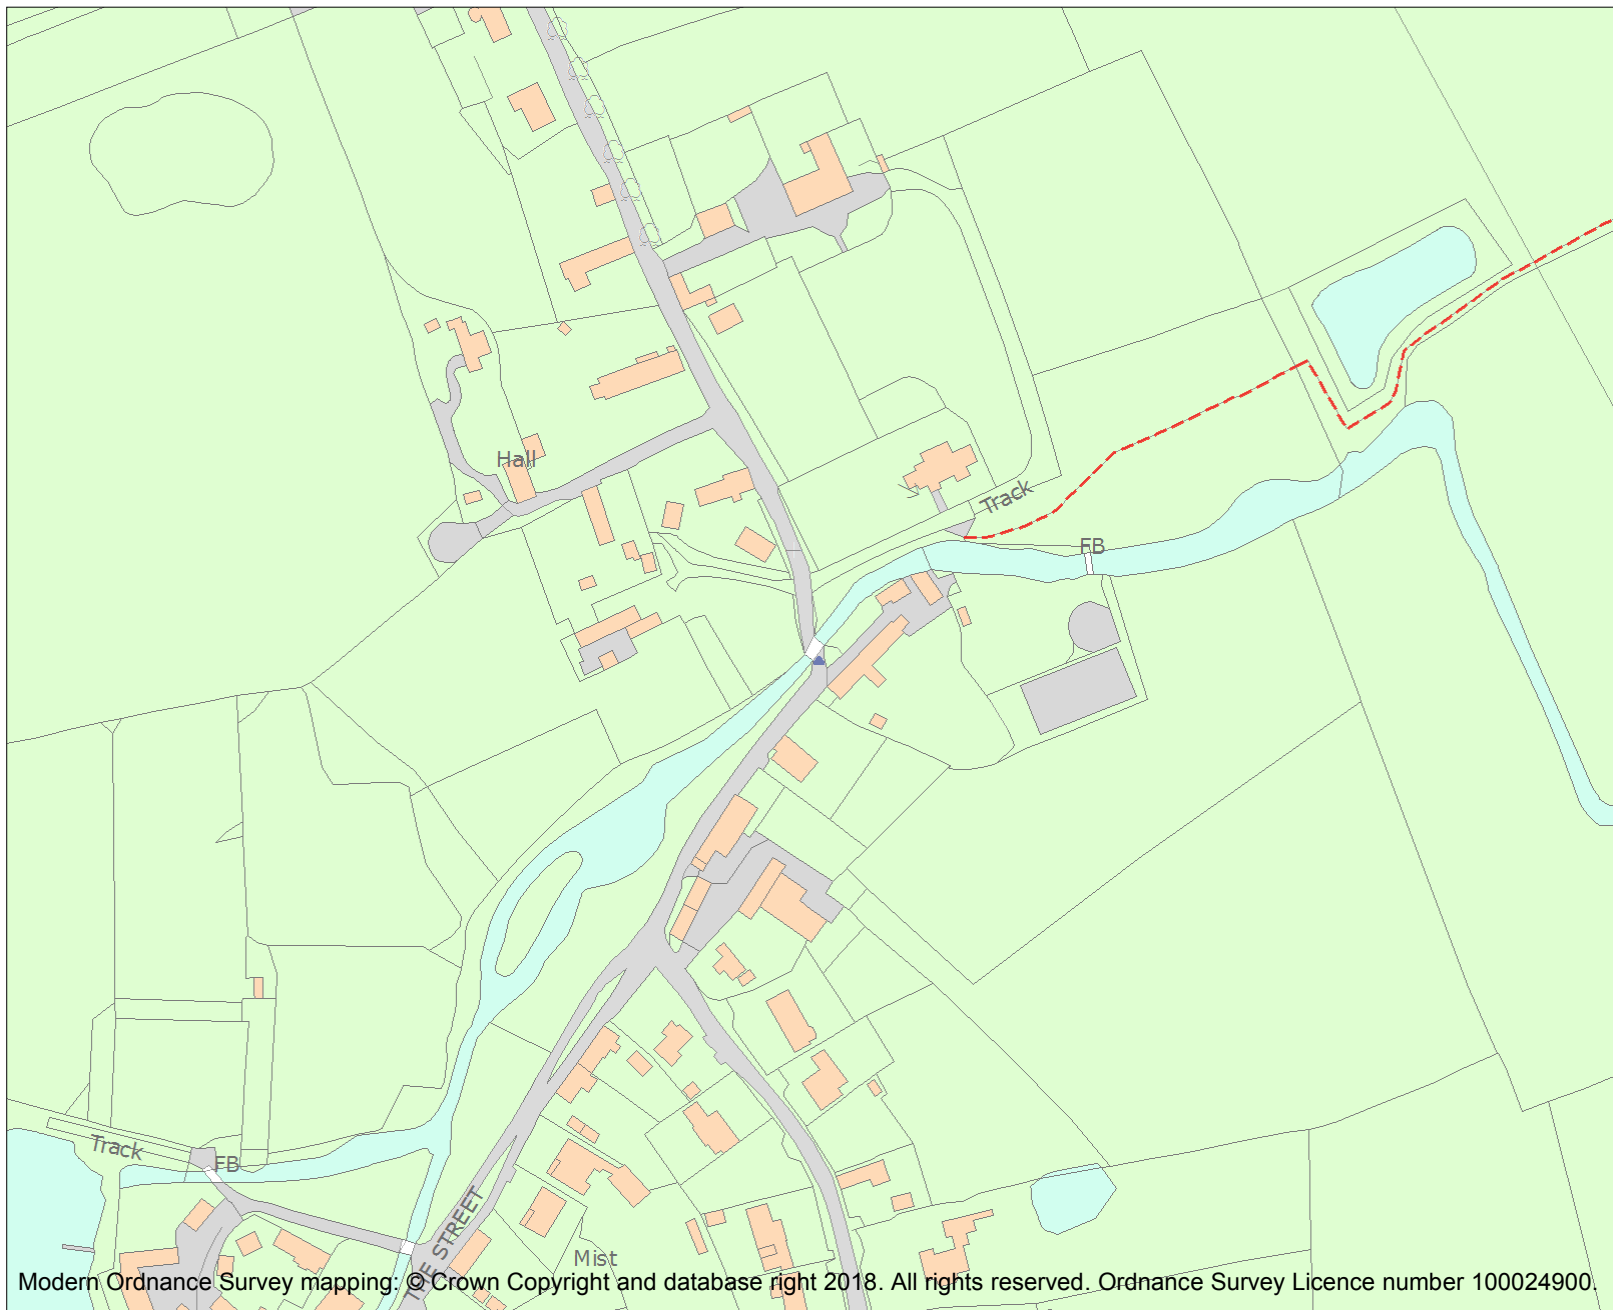 Hall
Track
FB
Track
FB
THE STREET
Mist
Modern Ordnance Survey mapping: © Crown Copyright and database right 2018. All rights reserved. Ordnance Survey Licence number 100024900.